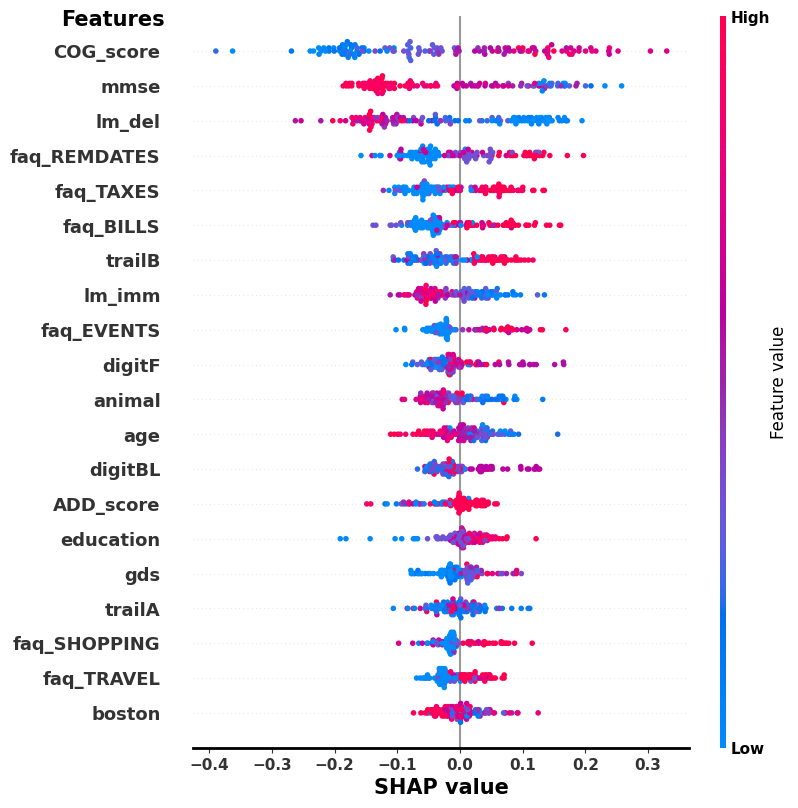 Features
High
COG_score
mmse
lm_del
faq_REMDATES
faq_TAXES
faq_BILLS
trailB
lm_imm
faq_EVENTS
digitF
animal
age
digitBL
ADD_score
education
gds
trailA
faq_SHOPPING
faq_TRAVEL
boston
Feature value
Low
−0.4 −0.3 −0.2 −0.1 0.0 0.1 0.2 0.3
SHAP value